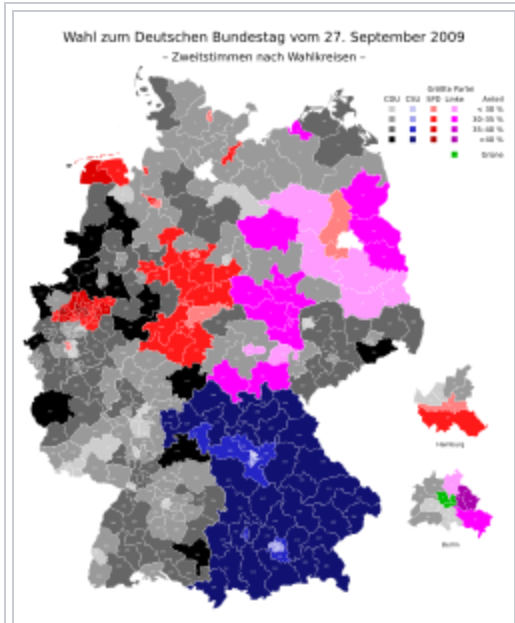 Wahl zum Deutschen Bundestag vom 27. September 2009
– Zweitstimmen nach Wahlkreisen –
Größte Partei
CDU CSU SPD Linke Anteil
< 30 %
30-35 %
35-40 %
>40 %
Grüne
Hamburg
Berlin